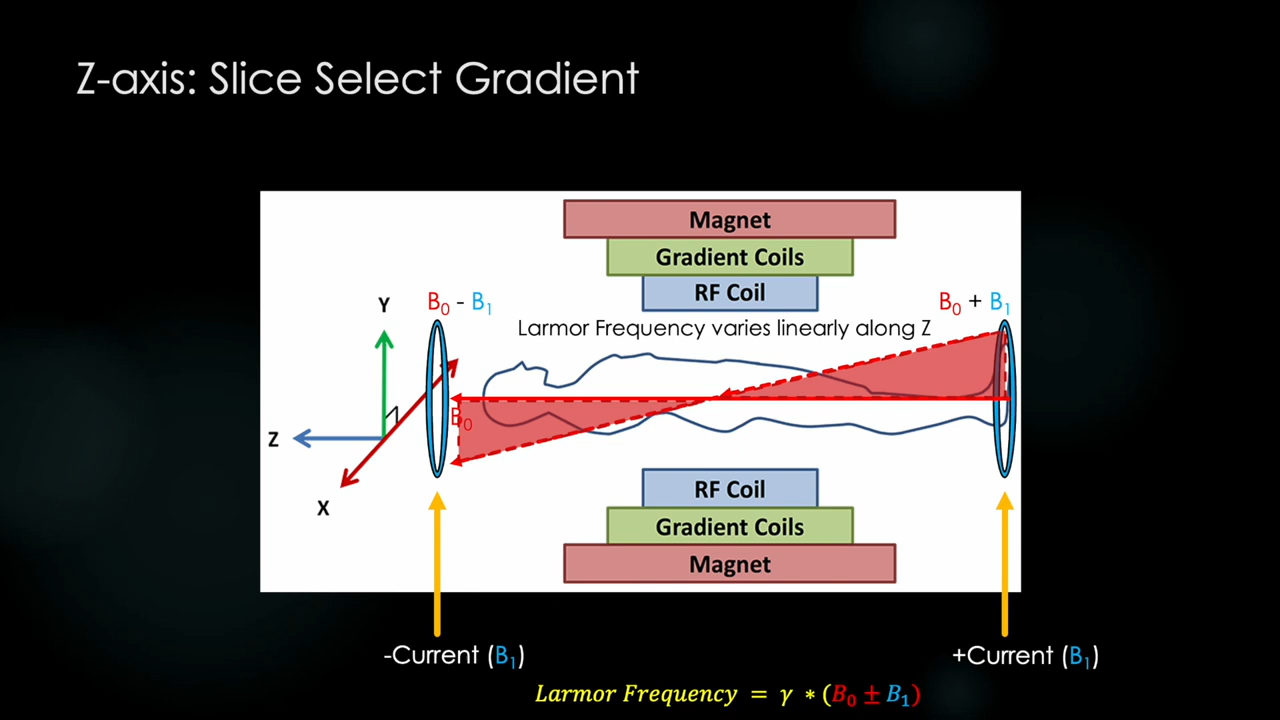 Z-axis: Slice Select Gradient
Magnet
Gradient Coils
RF Coil
Y
B₀ - B₁
B₀ + B₁
Larmor Frequency varies linearly along Z
B₀
Z
X
RF Coil
Gradient Coils
Magnet
-Current (B₁)
+Current (B₁)
Larmor Frequency = γ * (B₀ ± B₁)